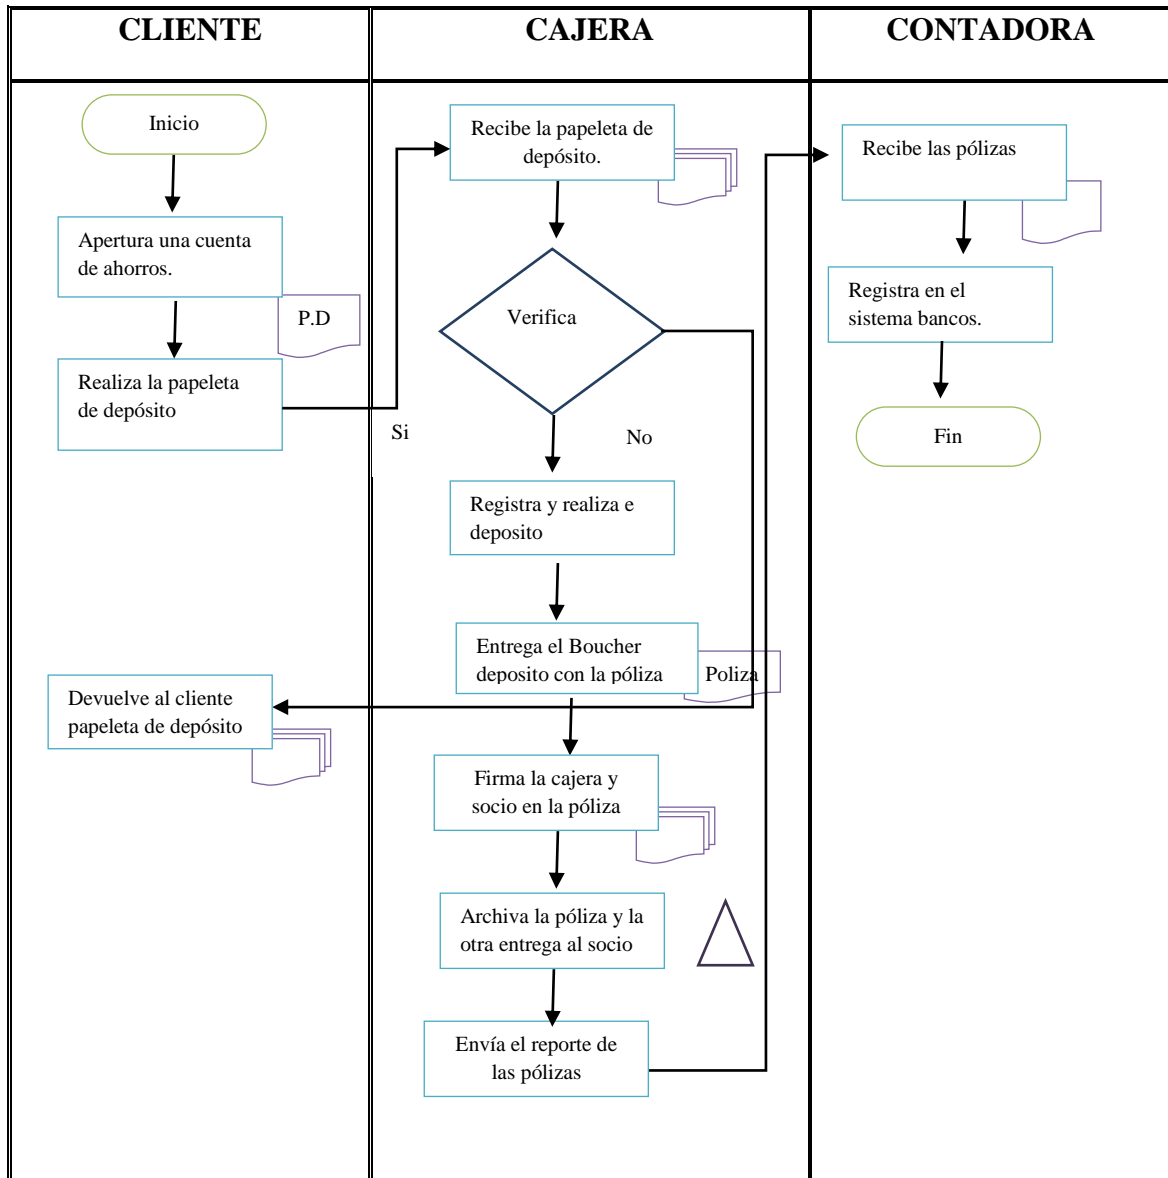 CLIENTE
CAJERA
CONTADORA
Inicio
Apertura una cuenta
de ahorros.
P.D
Realiza la papeleta
de depósito
Devuelve al cliente
papeleta de depósito
Recibe la papeleta de
depósito.
Verifica
Si
No
Registra y realiza e
deposito
Entrega el Boucher
deposito con la póliza
Poliza
Firma la cajera y
socio en la póliza
Archiva la póliza y la
otra entrega al socio
Envía el reporte de
las pólizas
Recibe las pólizas
Registra en el
sistema bancos.
Fin